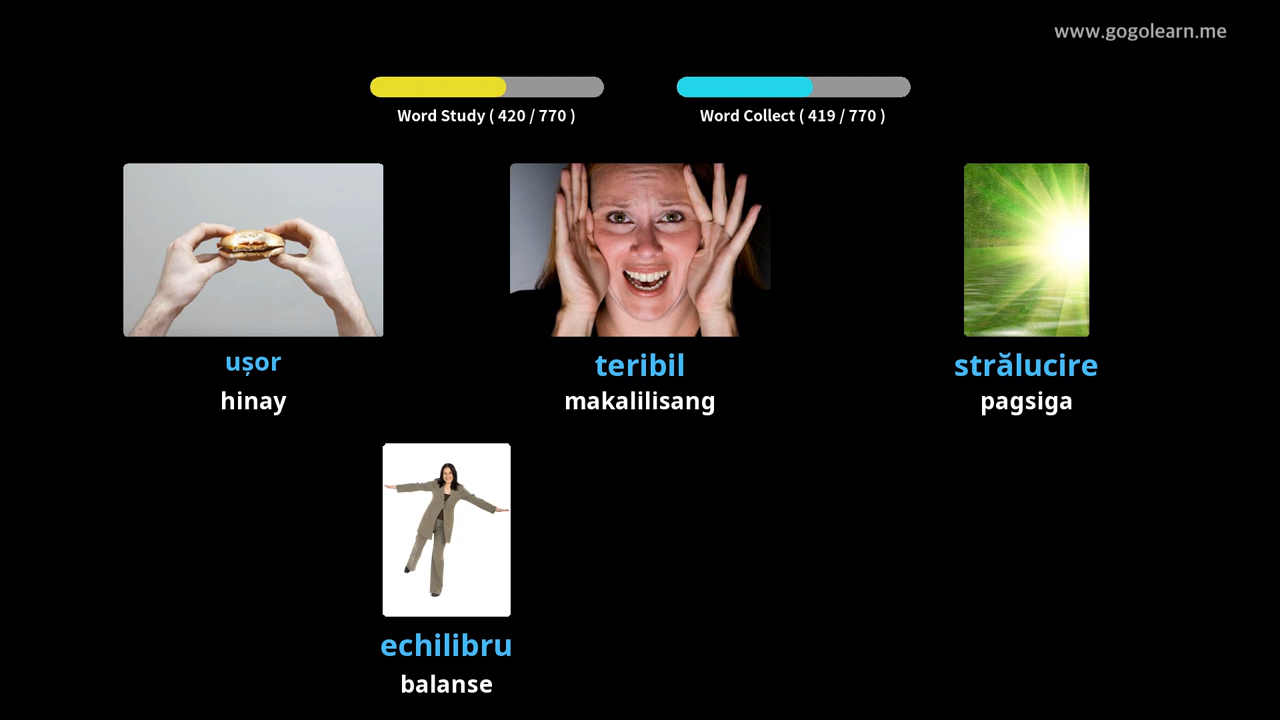 www.gogolearn.me
Word Study ( 420 / 770 )
Word Collect ( 419 / 770 )
ușor
hinay
teribil
makalilisang
strălucire
pagsiga
echilibru
balanse